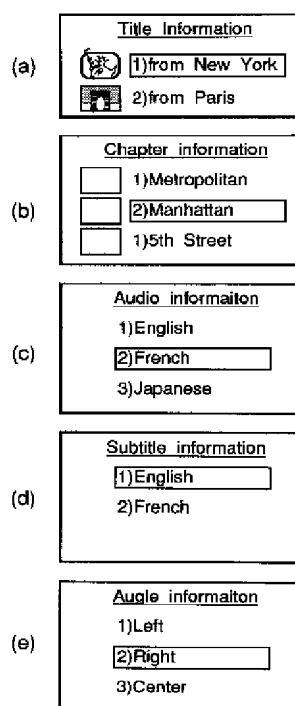 Title Information
(a)
1)from New York
2)from Paris
Chapter information
1)Metropolitan
(b)
2)Manhattan
1)5th Street
Audio informaiton
1)English
(c)
2)French
3)Japanese
Subtitle information
1)English
(d)
2)French
Augle informaiton
1)Left
(e)
2)Right
3)Center